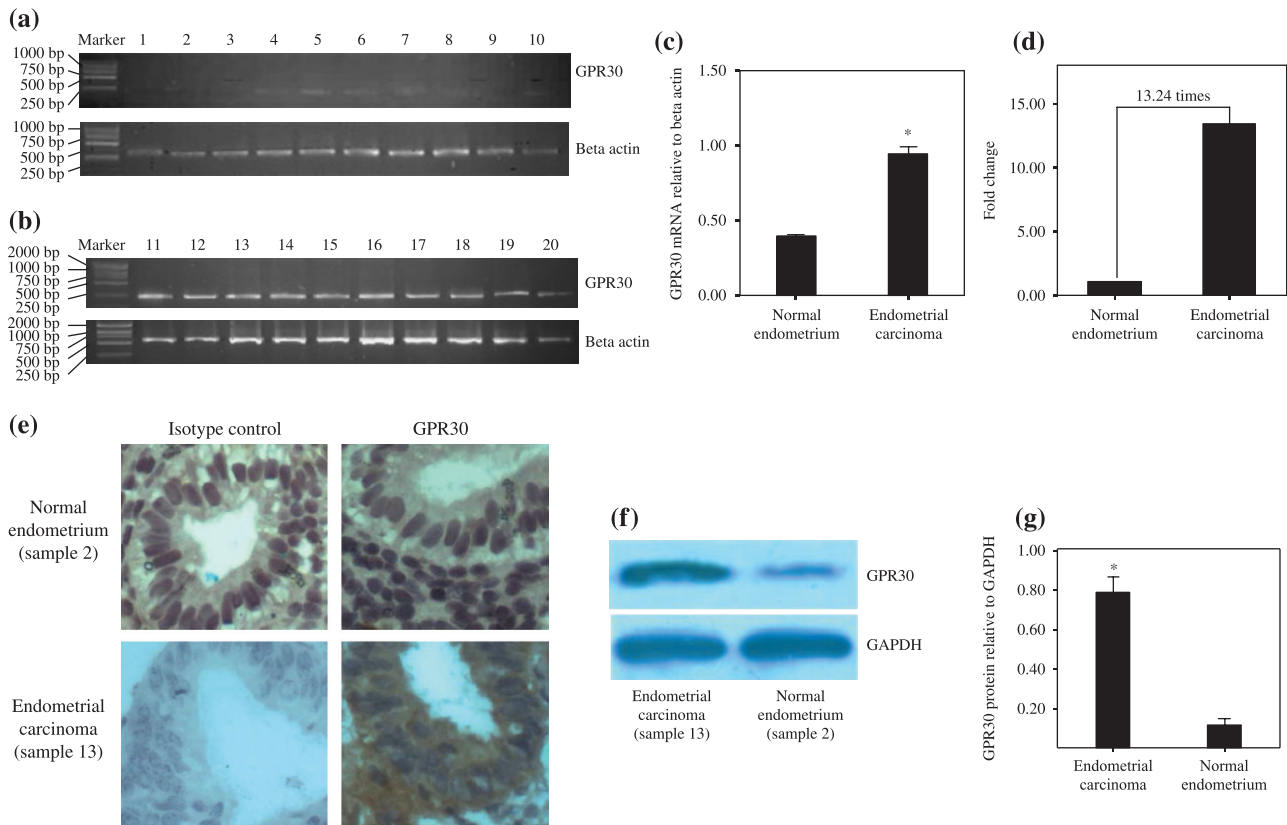 (a)
Marker 1 2 3 4 5 6 7 8 9 10
1000 bp
750 bp
500 bp
250 bp
GPR30
1000 bp
750 bp
500 bp
250 bp
Beta actin
(b)
Marker 11 12 13 14 15 16 17 18 19 20
2000 bp
1000 bp
750 bp
500 bp
250 bp
GPR30
2000 bp
1000 bp
750 bp
500 bp
250 bp
Beta actin
(c)
GPR30 mRNA relative to beta actin
1.50
1.00
0.50
0.00
*
Normal
endometrium
Endometrial
carcinoma
(d)
Fold change
15.00
10.00
5.00
0.00
13.24 times
Normal
endometrium
Endometrial
carcinoma
(e)
Isotype control
GPR30
Normal
endometrium
(sample 2)
Endometrial
carcinoma
(sample 13)
(f)
GPR30
GAPDH
Endometrial
carcinoma
(sample 13)
Normal
endometrium
(sample 2)
(g)
GPR30 protein relative to GAPDH
1.00
0.80
0.60
0.40
0.20
*
Endometrial
carcinoma
Normal
endometrium